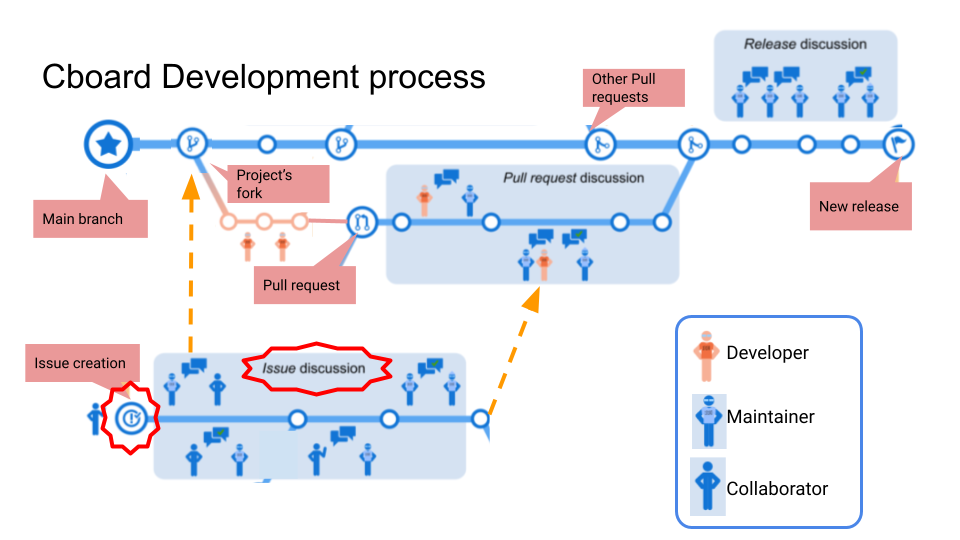 Cboard Development process
Release discussion
Other Pull
requests
Project's
fork
Pull request discussion
Main branch
New release
Pull request
Issue creation
Issue discussion
Developer
Maintainer
Collaborator